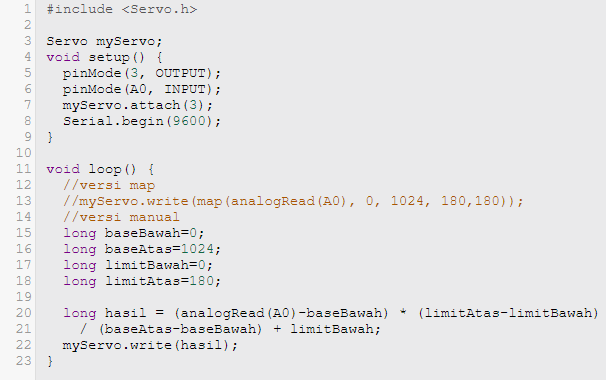 1 #include <Servo.h>
2
3 Servo myServo;
4 void setup() {
5   pinMode(3, OUTPUT);
6   pinMode(A0, INPUT);
7   myServo.attach(3);
8   Serial.begin(9600);
9 }
10
11 void loop() {
12   //versi map
13   //myServo.write(map(analogRead(A0), 0, 1024, 180,180));
14   //versi manual
15   long baseBawah=0;
16   long baseAtas=1024;
17   long limitBawah=0;
18   long limitAtas=180;
19
20   long hasil = (analogRead(A0)-baseBawah) * (limitAtas-limitBawah)
21     / (baseAtas-baseBawah) + limitBawah;
22   myServo.write(hasil);
23 }